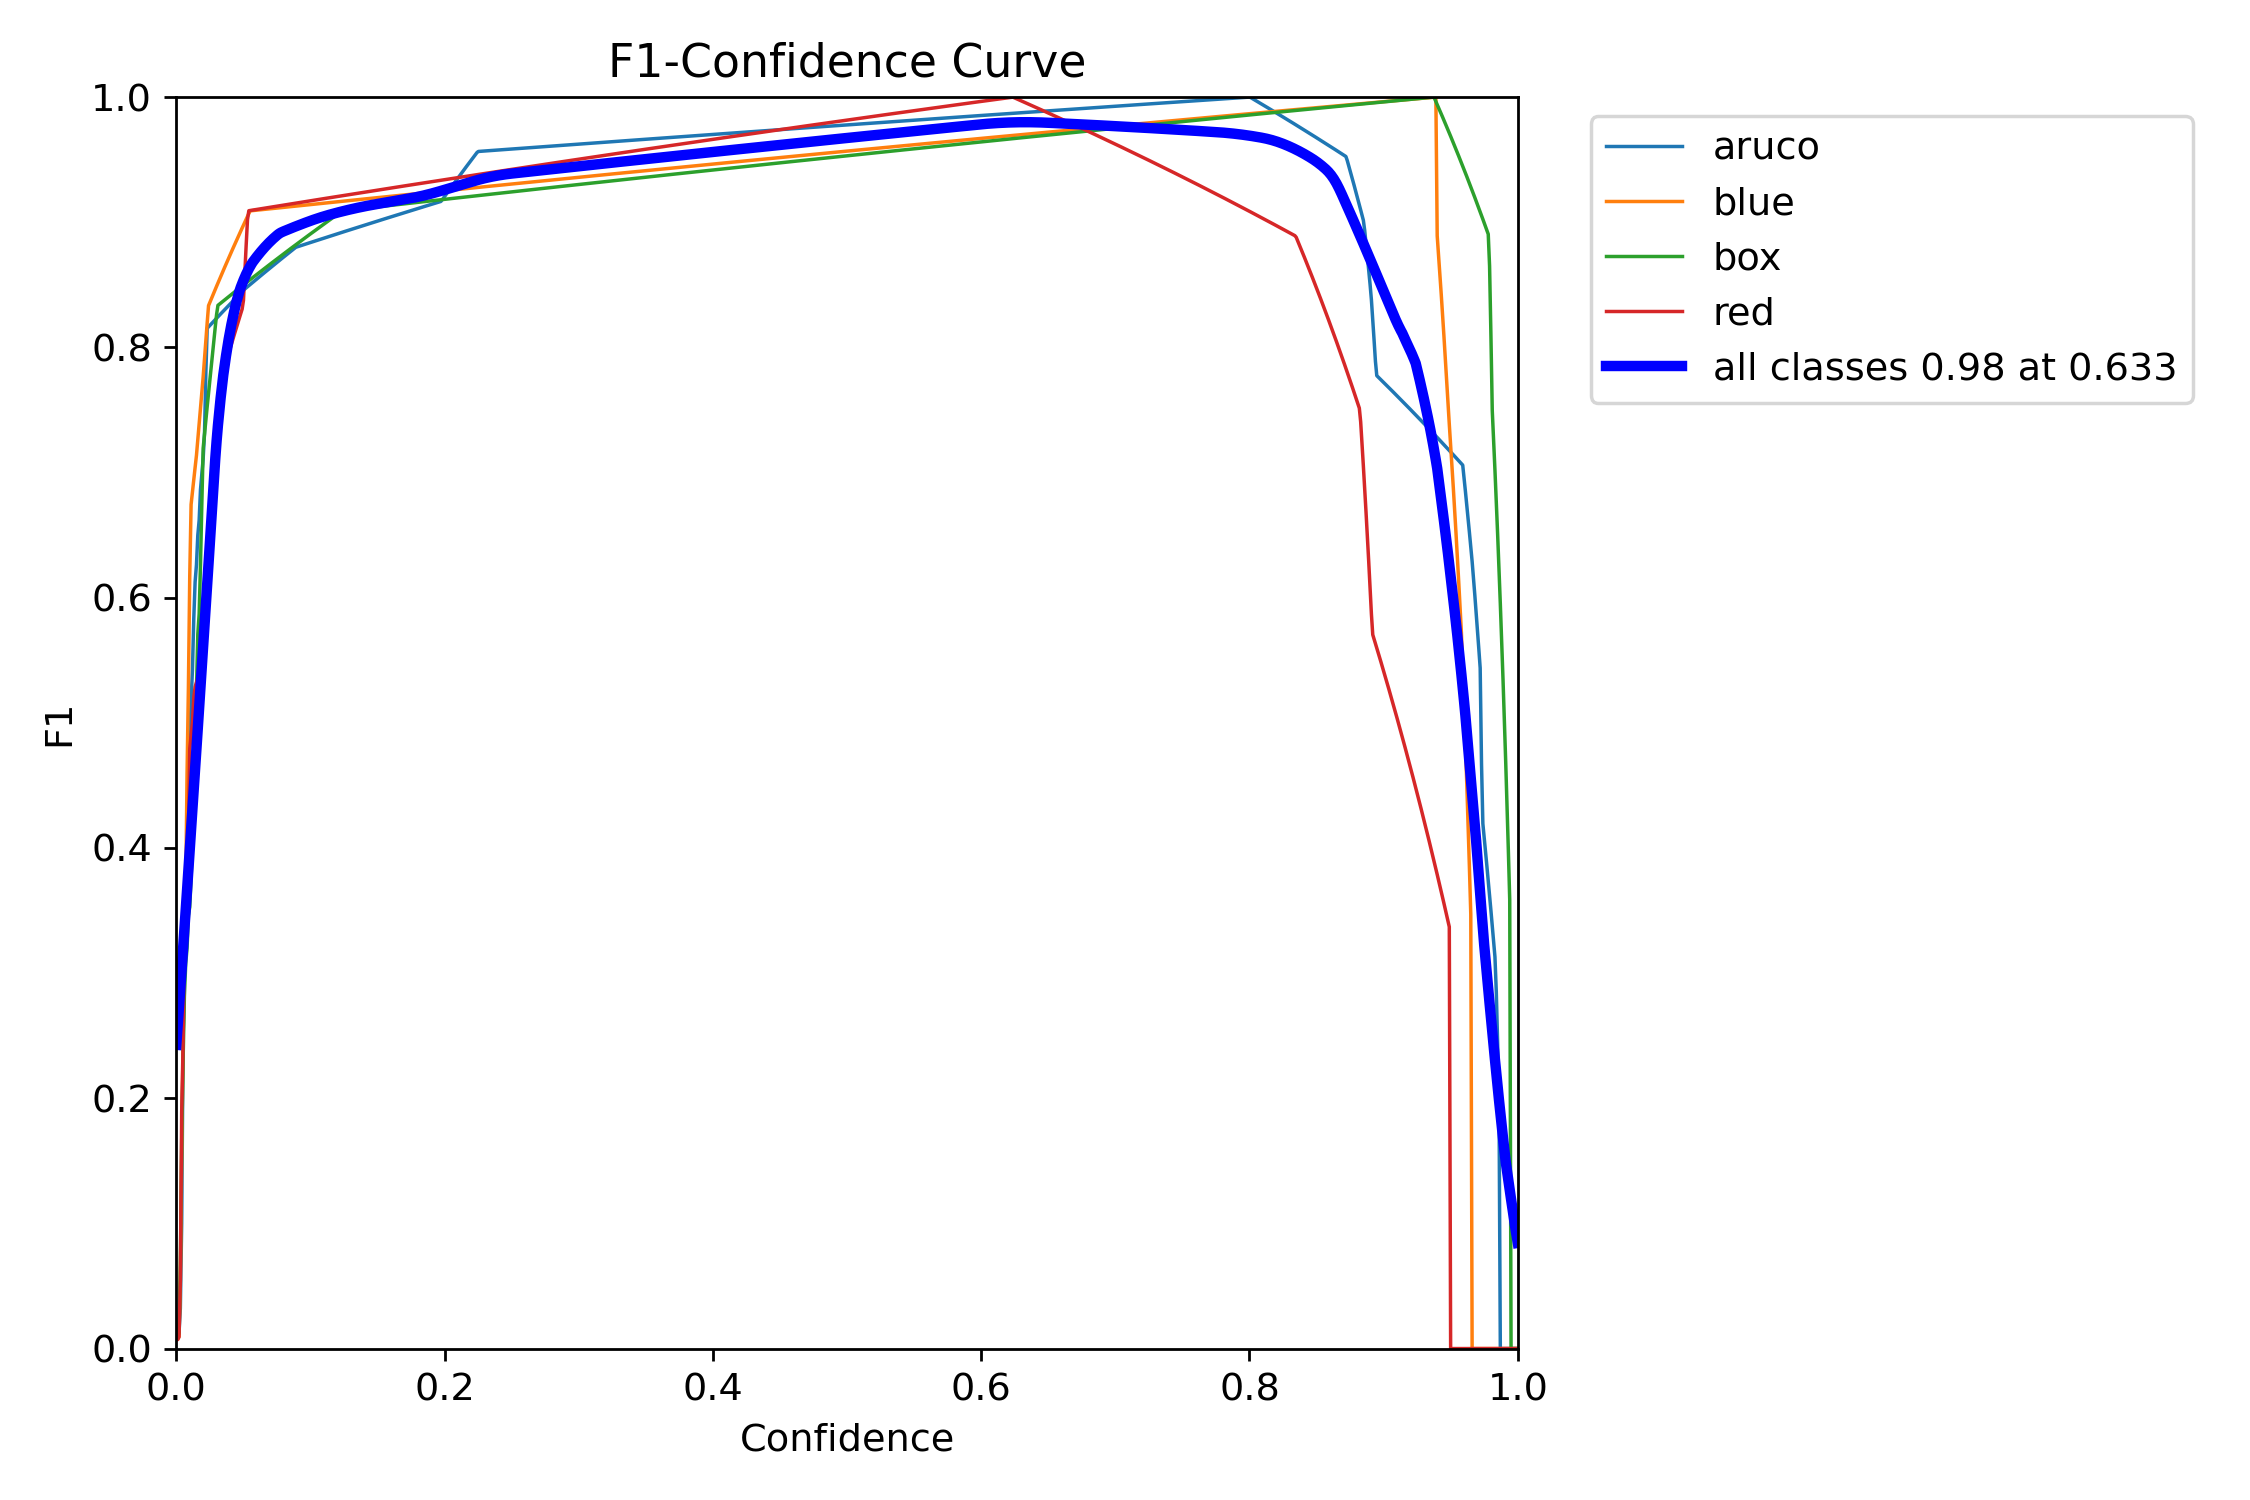 F1-Confidence Curve
1.0
0.8
0.6
0.4
0.2
0.0
F1
0.0 0.2 0.4 0.6 0.8 1.0
Confidence
aruco
blue
box
red
all classes 0.98 at 0.633